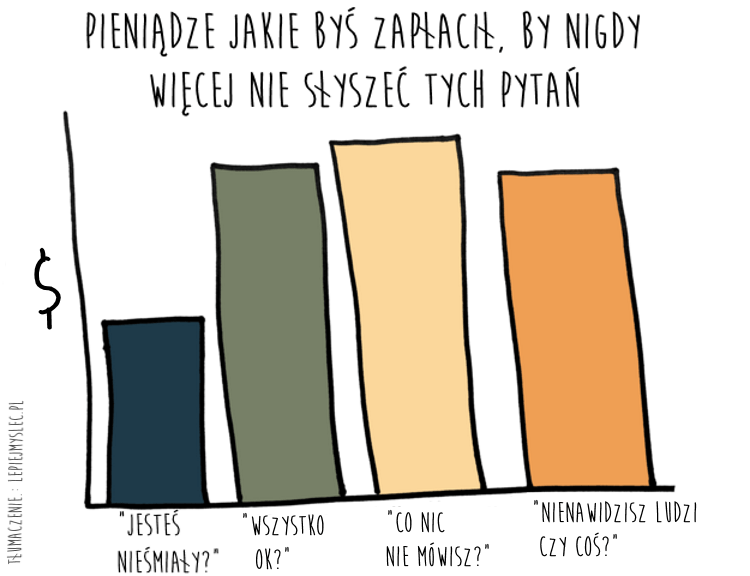 PIENIĄDZE JAKIE BYŚ ZAPŁACIŁ, BY NIGDY
WIĘCEJ NIE SŁYSZEĆ TYCH PYTAŃ
$
"JESTEŚ
NIEŚMIAŁY?"
"WSZYSTKO
OK?"
"CO NIC
NIE MÓWISZ?"
"NIENAWIDZISZ LUDZI
CZY COŚ?"
TŁUMACZENIE.: LEPIEJMYSLEC.PL